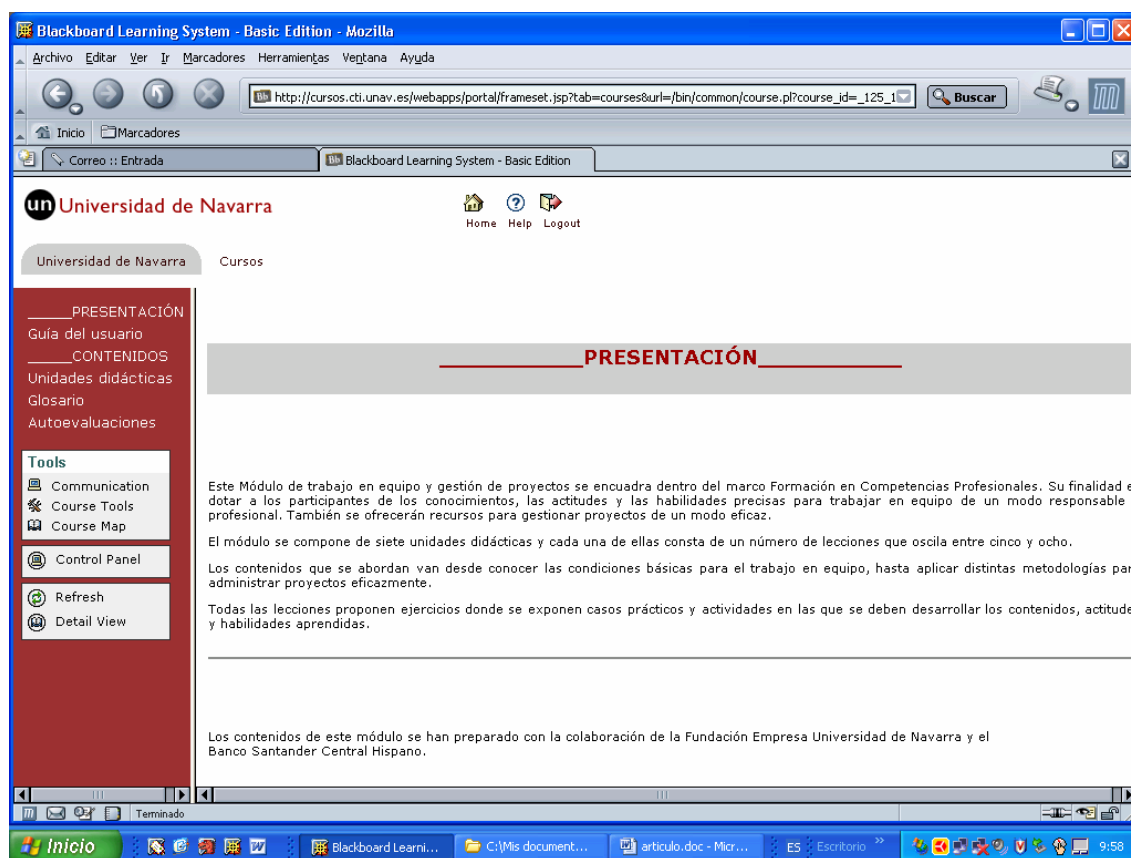 Blackboard Learning System - Basic Edition - Mozilla
Archivo Editar Ver Ir Marcadores Herramientas Ventana Ayuda
http://cursos.cti.unav.es/webapps/portal/frameset.jsp?tab=courses&url=/bin/common/course.pl?course_id=_125_1
Buscar
Inicio Marcadores
Correo :: Entrada
Blackboard Learning System - Basic Edition
un Universidad de Navarra
Home Help Logout
Universidad de Navarra
Cursos
_____PRESENTACIÓN
Guía del usuario
_____CONTENIDOS
Unidades didácticas
Glosario
Autoevaluaciones
Tools
Communication
Course Tools
Course Map
Control Panel
Refresh
Detail View
___________PRESENTACIÓN___________
Este Módulo de trabajo en equipo y gestión de proyectos se encuadra dentro del marco Formación en Competencias Profesionales. Su finalidad e
dotar a los participantes de los conocimientos, las actitudes y las habilidades precisas para trabajar en equipo de un modo responsable
profesional. También se ofrecerán recursos para gestionar proyectos de un modo eficaz.
El módulo se compone de siete unidades didácticas y cada una de ellas consta de un número de lecciones que oscila entre cinco y ocho.
Los contenidos que se abordan van desde conocer las condiciones básicas para el trabajo en equipo, hasta aplicar distintas metodologías par
administrar proyectos eficazmente.
Todas las lecciones proponen ejercicios donde se exponen casos prácticos y actividades en las que se deben desarrollar los contenidos, actitude
y habilidades aprendidas.
Los contenidos de este módulo se han preparado con la colaboración de la Fundación Empresa Universidad de Navarra y el
Banco Santander Central Hispano.
Terminado
Inicio
Blackboard Learni...
C:\Mis document...
articulo.doc - Micr...
ES
Escritorio »
9:58